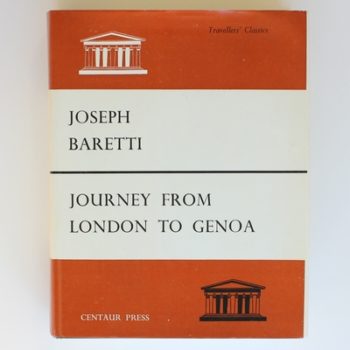 Travellers' Classics
JOSEPH
BARETTI
JOURNEY FROM
LONDON TO GENOA
CENTAUR PRESS